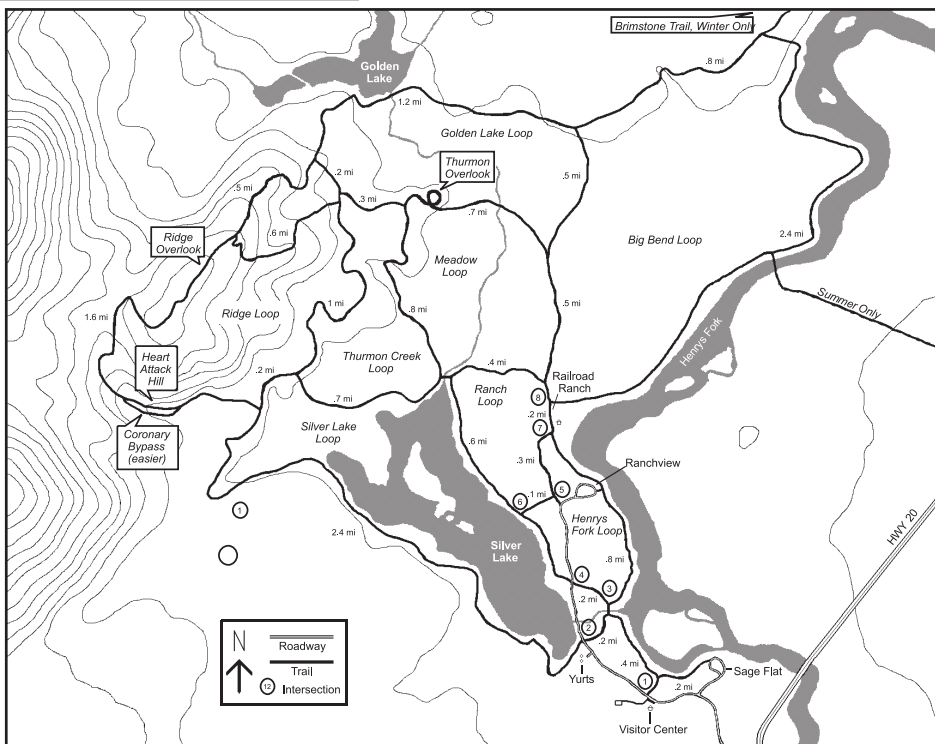 Brimstone Trail, Winter Only
.8 mi
Golden
Lake
1.2 mi
Golden Lake Loop
Thurmon
Overlook
.2 mi
.5 mi
.5 mi
.3 mi
.7 mi
.6 mi
Ridge
Overlook
Big Bend Loop
2.4 mi
Meadow
Loop
Summer Only
1.6 mi
Ridge Loop
1 mi
.8 mi
.5 mi
Henrys Fork
Heart
Attack
Hill
Thurmon Creek
Loop
.2 mi
.4 mi
Railroad
Ranch
Ranch
Loop
8
.7 mi
.2 mi
7
Coronary
Bypass
(easier)
Silver Lake
Loop
.6 mi
.3 mi
Ranchview
5
.1 mi
6
1
2.4 mi
Henrys
Fork Loop
HWY 20
Silver
Lake
.8 mi
4
3
.2 mi
2
.2 mi
N
Roadway
Trail
12
Intersection
Yurts
.4 mi
1
.2 mi
Sage Flat
Visitor Center